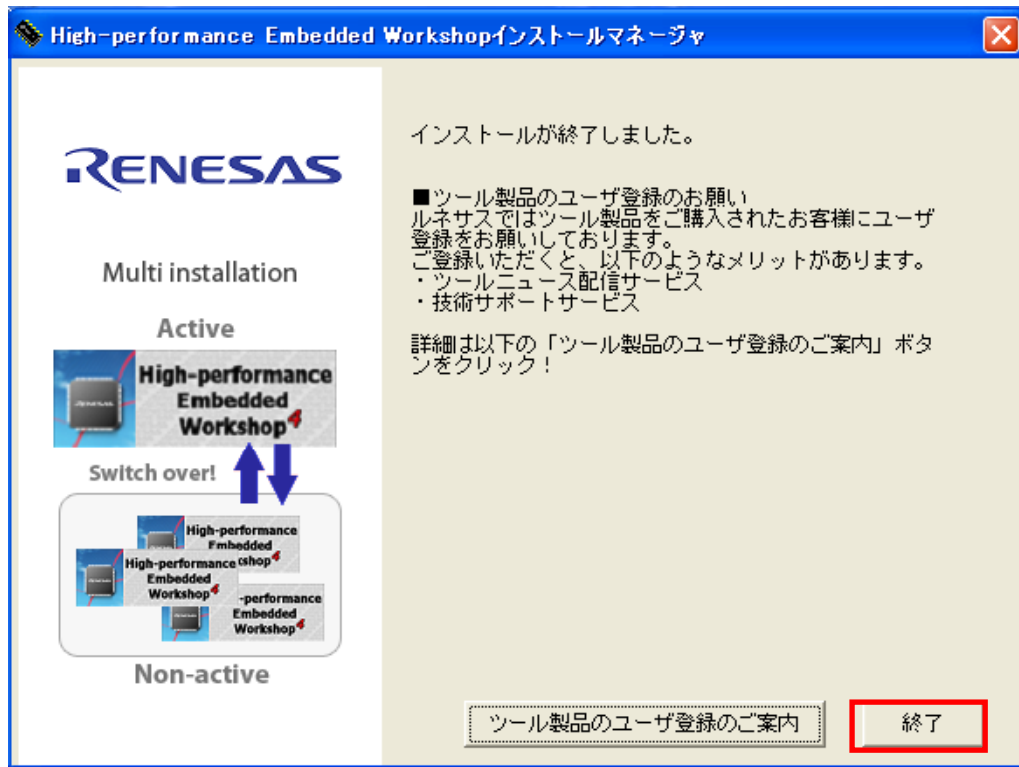 High-performance Embedded Workshopインストールマネージャ
RENESAS
Multi installation
Active
High-performance
Embedded
Workshop4
Switch over!
High-performance
Embedded
High-performance
Embedded
Workshop4
-performance
Embedded
Workshop4
Non-active
インストールが終了しました。
■ツール製品のユーザ登録のお願い
ルネサスではツール製品をご購入されたお客様にユーザ
登録をお願いしております。
ご登録いただくと、以下のようなメリットがあります。
・ツールニュース配信サービス
・技術サポートサービス
詳細は以下の「ツール製品のユーザ登録のご案内」ボタ
ンをクリック！
ツール製品のユーザ登録のご案内
終了